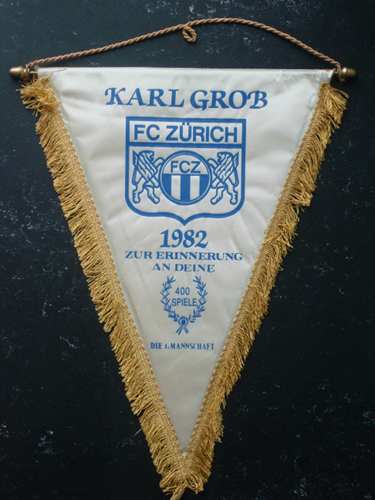 KARL GROB
FC ZÜRICH
FCZ
1982
ZUR ERINNERUNG
AN DEINE
400
SPIELE
DIE 1. MANNSCHAFT